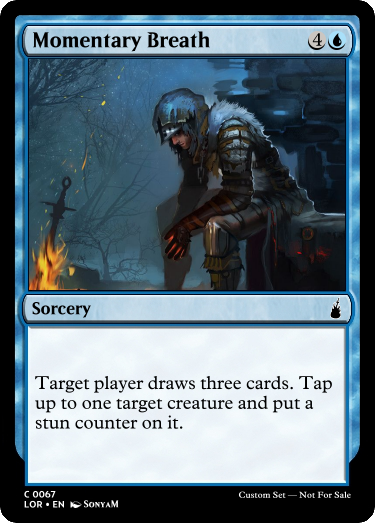 Momentary Breath 4
Sorcery
Target player draws three cards. Tap
up to one target creature and put a
stun counter on it.
C 0067
LOR • EN SonyaM
Custom Set — Not For Sale